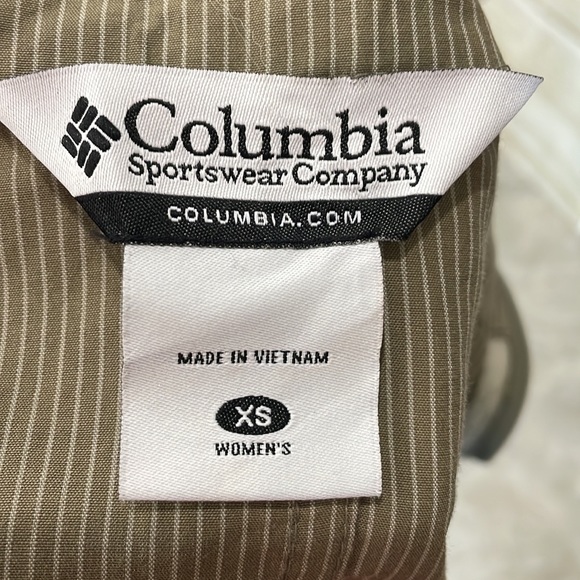 Columbia
Sportswear Company
COLUMBIA.COM
MADE IN VIETNAM
XS
WOMEN'S